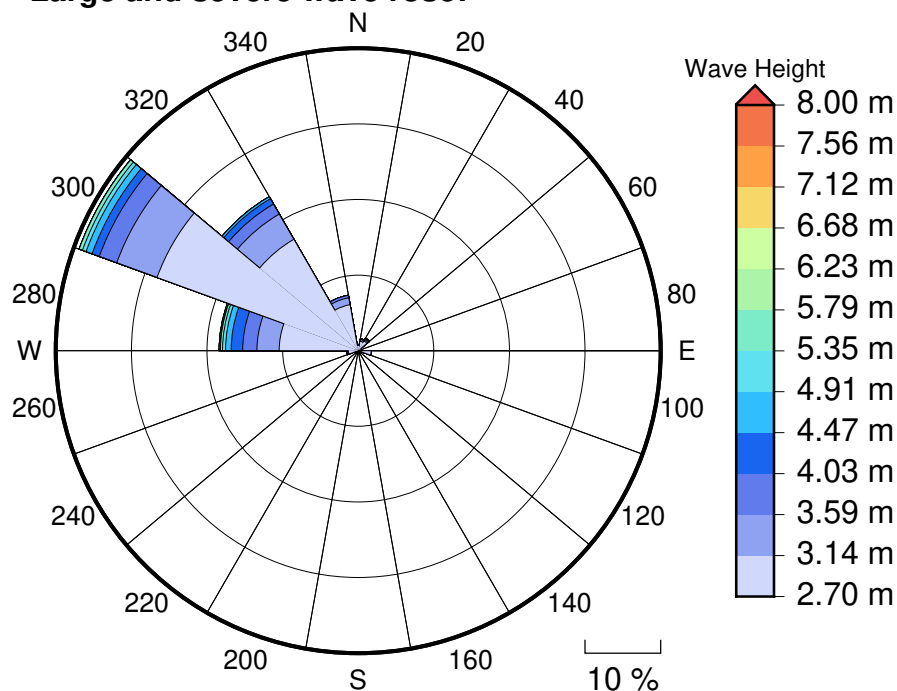 Large and severe wave rose.
N
340
20
320
40
300
60
280
80
W
E
260
100
240
120
220
140
200
160
S
Wave Height
8.00 m
7.56 m
7.12 m
6.68 m
6.23 m
5.79 m
5.35 m
4.91 m
4.47 m
4.03 m
3.59 m
3.14 m
2.70 m
10 %